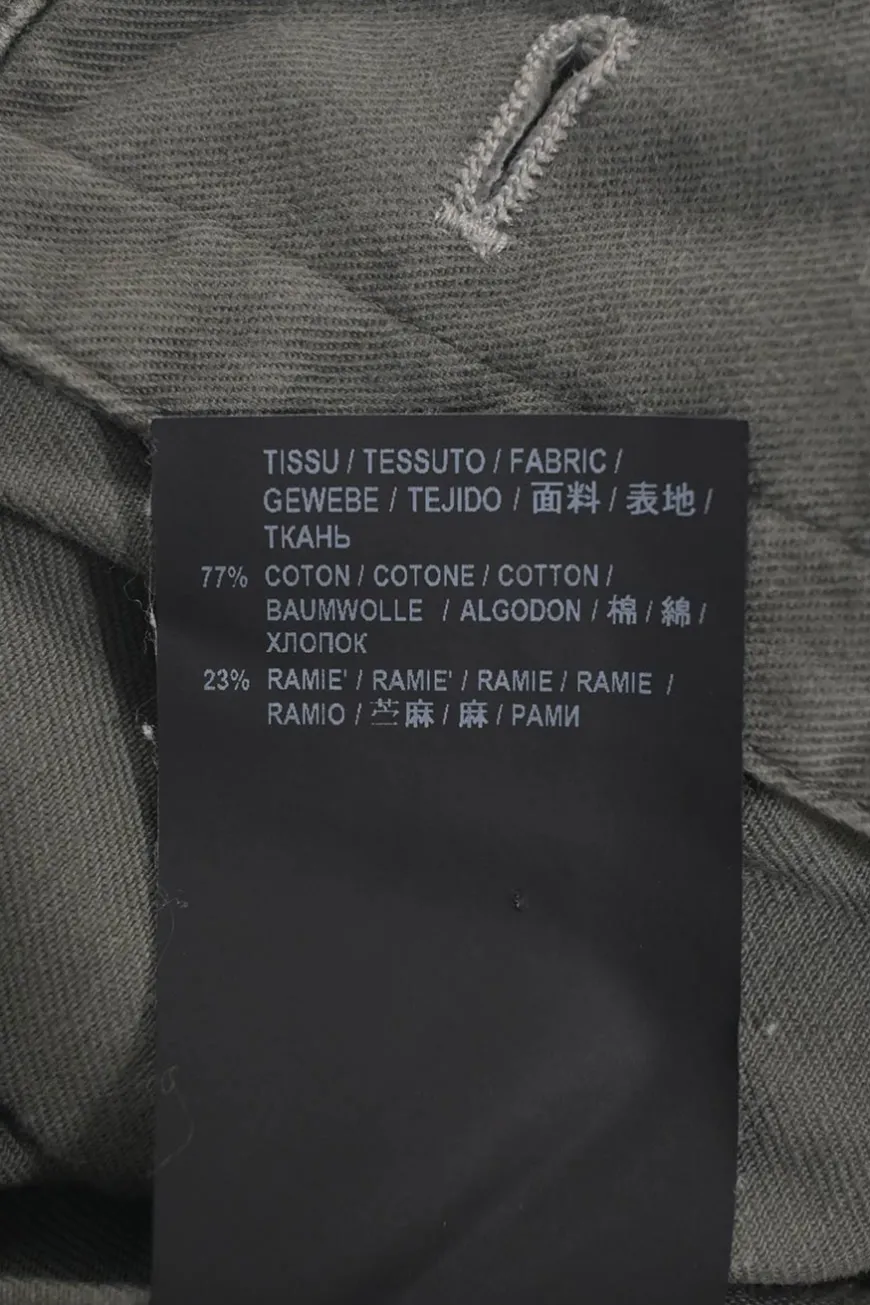 TISSU / TESSUTO / FABRIC /
GEWEBE / TEJIDO / 面料 / 表地 /
ТКАНЬ
77% COTON / COTONE / COTTON /
BAUMWOLLE / ALGODON / 棉 / 綿 /
ХЛОПОК
23% RAMIE' / RAMIE' / RAMIE / RAMIE /
RAMIO / 苎麻 / 麻 / РАМИ